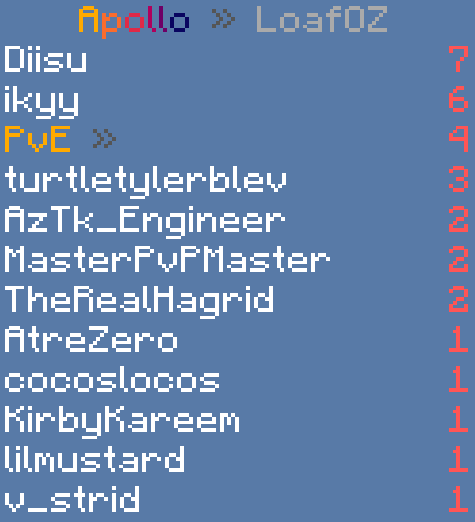 Apollo » LoafOZ
Diisu 7
ikyy 6
PvE » 4
turtletylerblev 3
AzTk_Engineer 2
MasterPvPMaster 2
TheRealHagrid 2
AtreZero 1
cocoslocos 1
KirbyKareem 1
lilmustard 1
v_strid 1